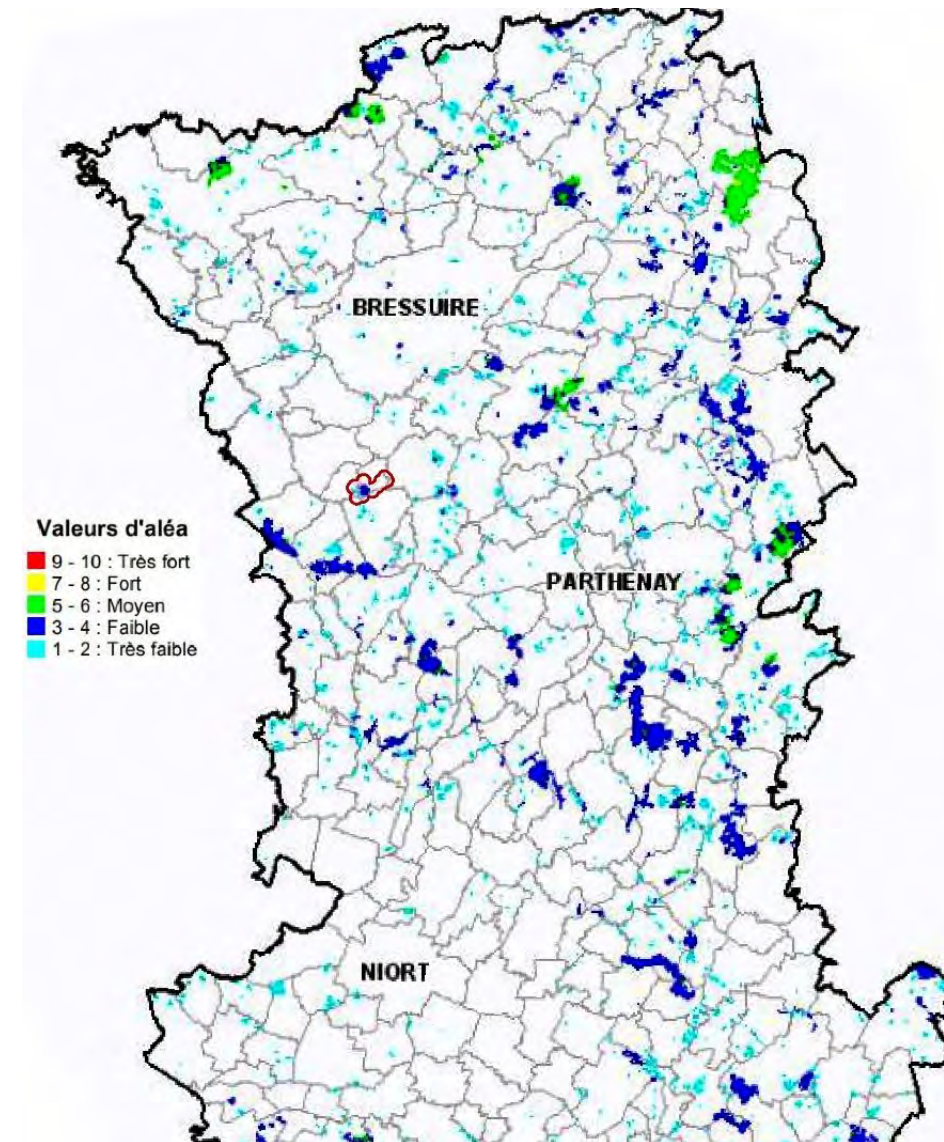 BRESSUIRE
Valeurs d'aléa
9 - 10 : Très fort
7 - 8 : Fort
5 - 6 : Moyen
3 - 4 : Faible
1 - 2 : Très faible
PARTHENAY
NIORT